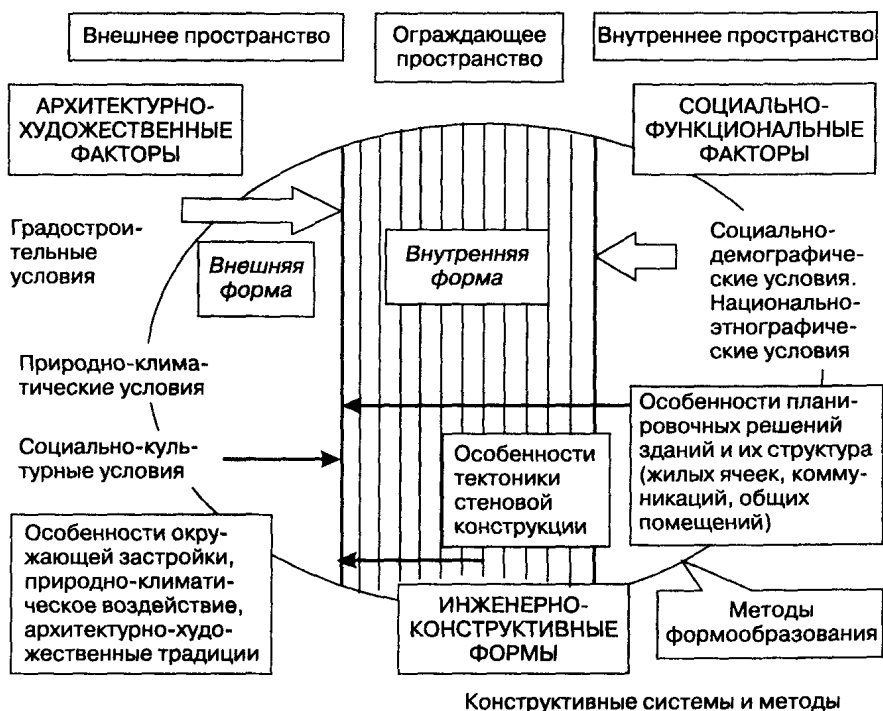 Внешнее пространство
Ограждающее
пространство
Внутреннее пространство
АРХИТЕКТУРНО-
ХУДОЖЕСТВЕННЫЕ
ФАКТОРЫ
СОЦИАЛЬНО-
ФУНКЦИОНАЛЬНЫЕ
ФАКТОРЫ
Градострои-
тельные
условия
Внешняя
форма
Внутренняя
форма
Социально-
демографиче-
ские условия.
Национально-
этнографиче-
ские условия
Природно-клима-
тические условия
Социально-куль-
турные условия
Особенности
тектоники
стеновой
конструкции
Особенности плани-
ровочных решений
зданий и их структура
(жилых ячеек, комму-
никаций, общих
помещений)
Особенности окру-
жающей застройки,
природно-климати-
ческое воздействие,
архитектурно-худо-
жественные традиции
ИНЖЕНЕРНО-
КОНСТРУКТИВНЫЕ
ФОРМЫ
Методы
формообразования
Конструктивные системы и методы